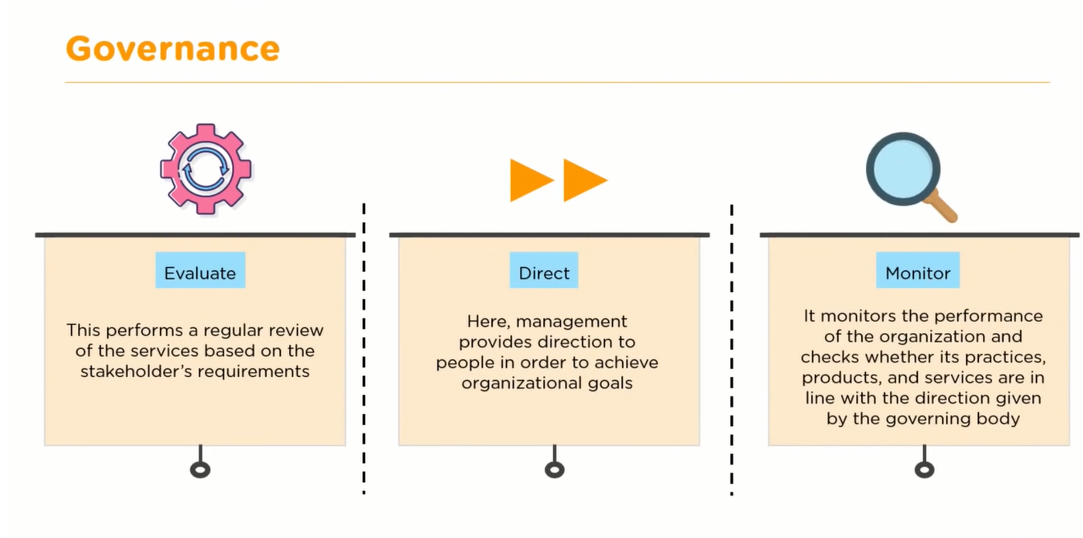 Governance
Evaluate
This performs a regular review
of the services based on the
stakeholder's requirements
Direct
Here, management
provides direction to
people in order to achieve
organizational goals
Monitor
It monitors the performance
of the organization and
checks whether its practices,
products, and services are in
line with the direction given
by the governing body